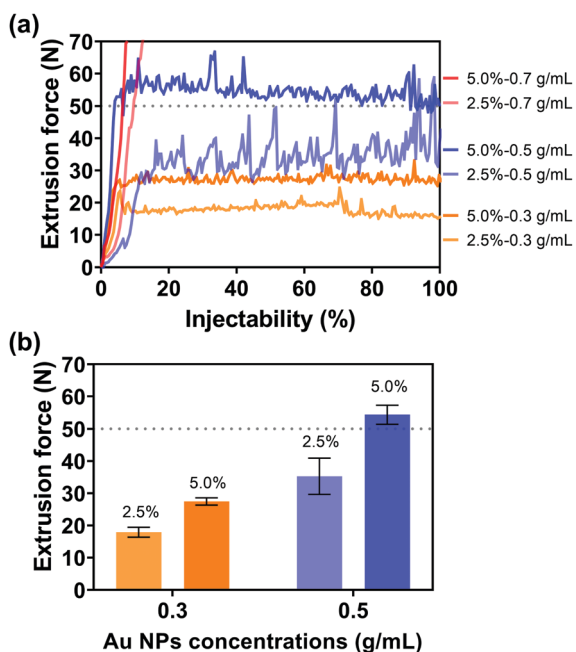 (a)
Extrusion force (N)
70
60
50
40
30
20
10
0
0 20 40 60 80 100
Injectability (%)
5.0%-0.7 g/mL
2.5%-0.7 g/mL
5.0%-0.5 g/mL
2.5%-0.5 g/mL
5.0%-0.3 g/mL
2.5%-0.3 g/mL
(b)
Extrusion force (N)
70
60
50
40
30
20
10
0
2.5%
5.0%
2.5%
5.0%
0.3 0.5
Au NPs concentrations (g/mL)